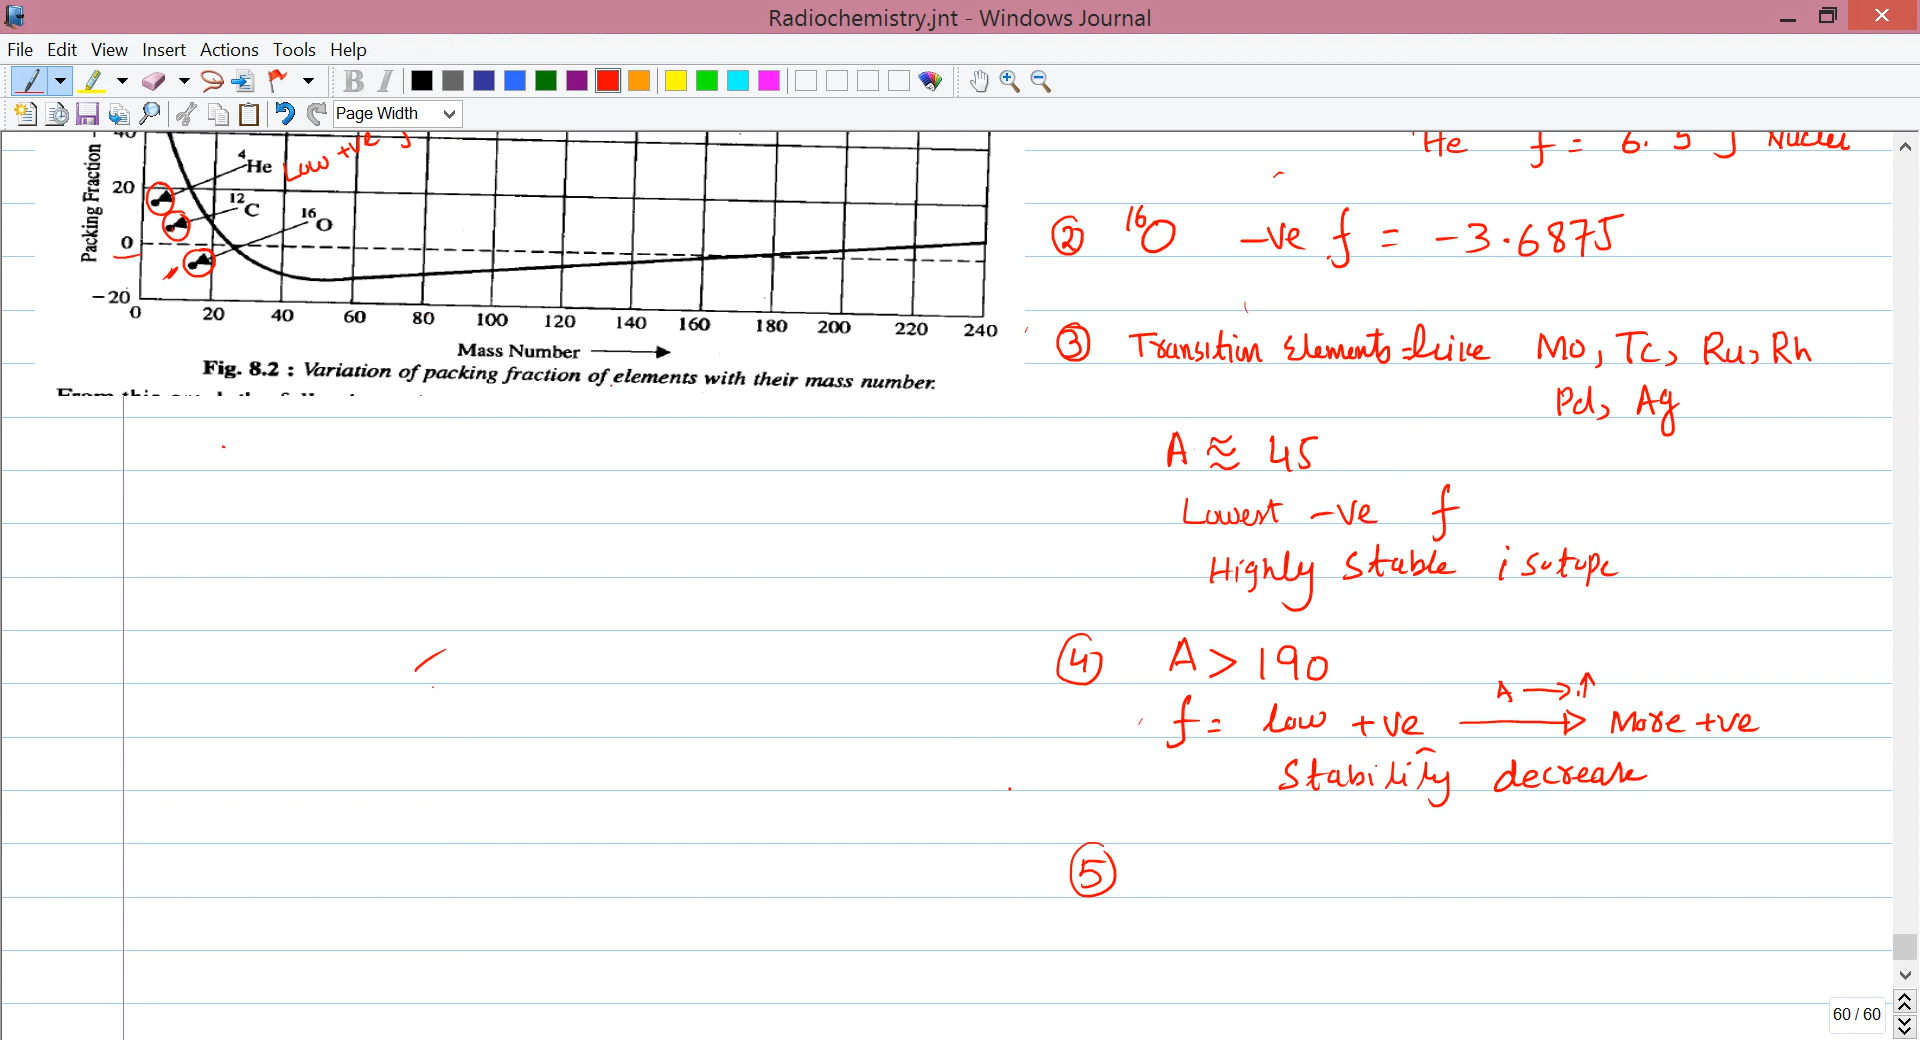 Radiochemistry.jnt - Windows Journal
File Edit View Insert Actions Tools Help
B I
Page Width
Packing Fraction
40
20
0
−20
4He Low +ve f
12C
16O
0 20 40 60 80 100 120 140 160 180 200 220 240
Mass Number
Fig. 8.2 : Variation of packing fraction of elements with their mass number.
He f = 6.5 } Nuclei
② 16O -ve f = -3.6875
③ Transition Elements Mo, Tc, Ru, Rh
Pd, Ag
A ≈ 45
Lowest -ve f
Highly stable isotope
④ A > 190
A → ↑
f = low +ve → More +ve
Stability decrease
⑤
60 / 60